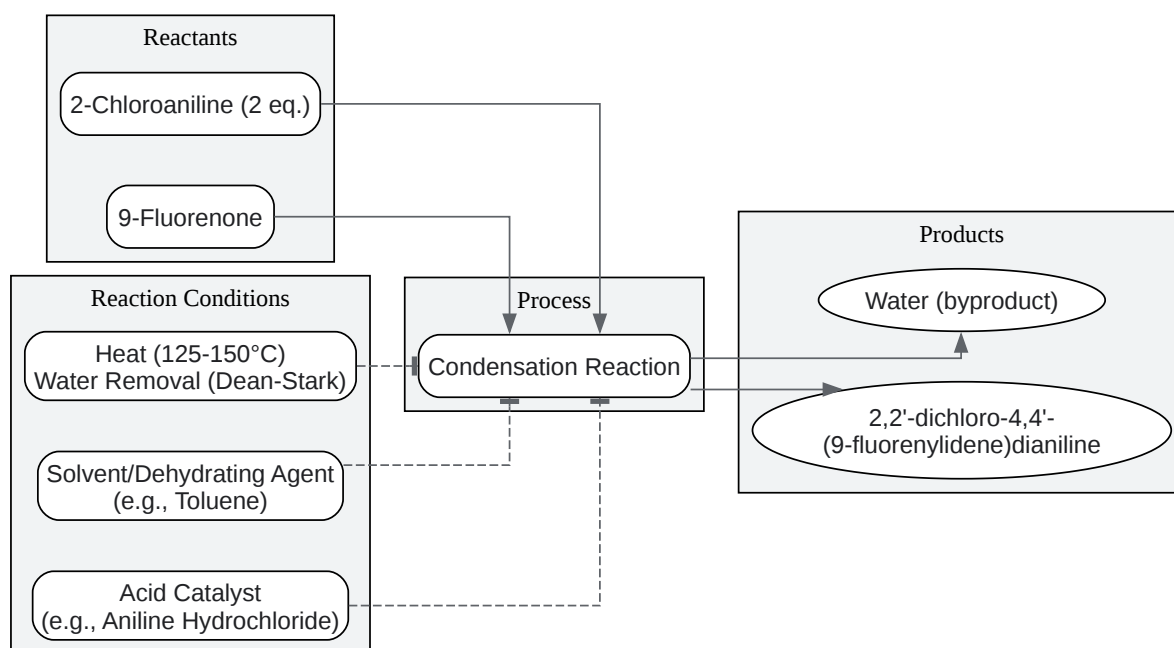 Reactants
2-Chloroaniline (2 eq.)
9-Fluorenone
Reaction Conditions
Heat (125-150°C)
Water Removal (Dean-Stark)
Solvent/Dehydrating Agent
(e.g., Toluene)
Acid Catalyst
(e.g., Aniline Hydrochloride)
Process
Condensation Reaction
Products
Water (byproduct)
2,2'-dichloro-4,4'-
(9-fluorenylidene)dianiline